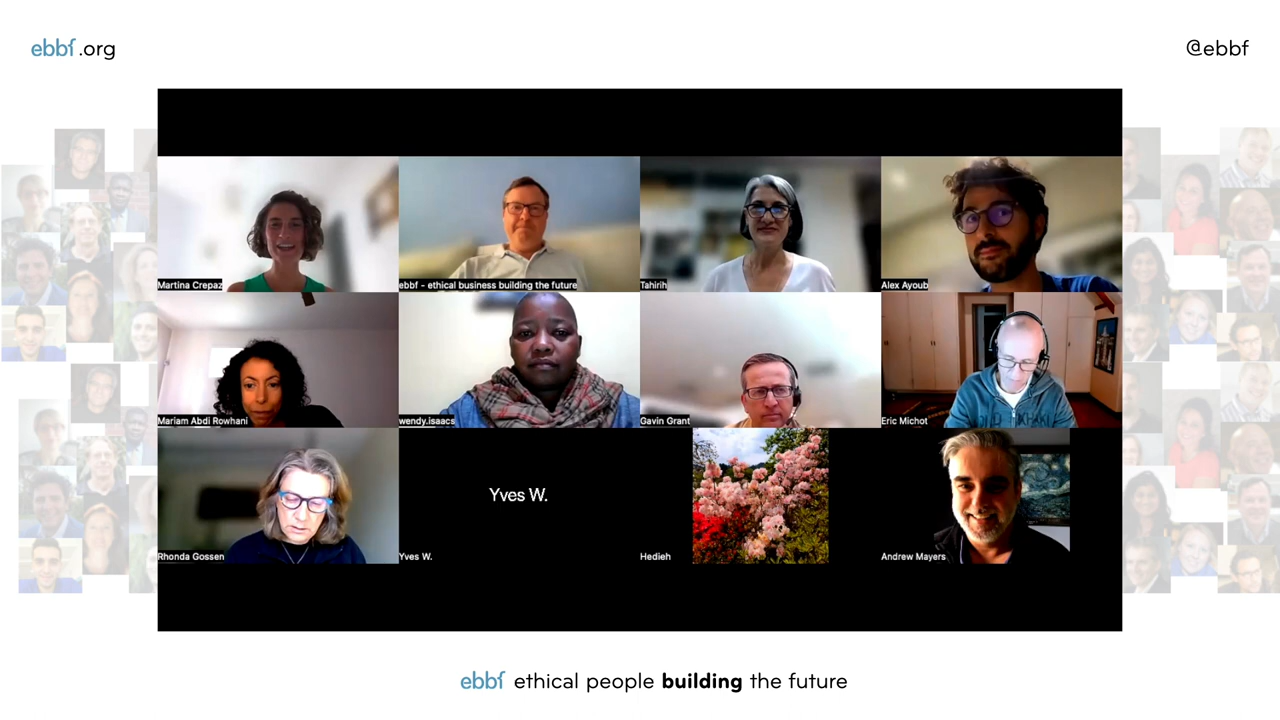 ebbf.org
@ebbf
Martina Crepaz
ebbf - ethical business building the future
Tahirih
Alex Ayoub
Mariam Abdi Rowhani
wendy.isaacs
Gavin Grant
Eric Michot
Rhonda Gossen
Yves W.
Yves W.
Hedieh
Andrew Mayers
ebbf ethical people building the future